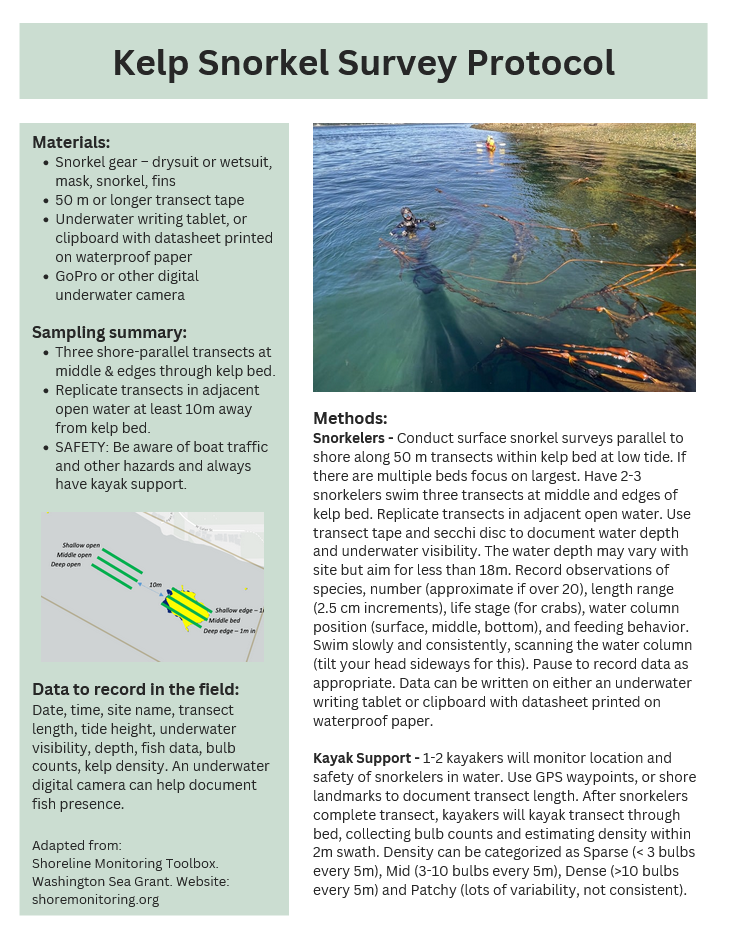 Kelp Snorkel Survey Protocol
Materials:
• Snorkel gear – drysuit or wetsuit,
mask, snorkel, fins
• 50 m or longer transect tape
• Underwater writing tablet, or
clipboard with datasheet printed
on waterproof paper
• GoPro or other digital
underwater camera
Sampling summary:
• Three shore-parallel transects at
middle & edges through kelp bed.
• Replicate transects in adjacent
open water at least 10m away
from kelp bed.
• SAFETY: Be aware of boat traffic
and other hazards and always
have kayak support.
Shallow open
Middle open
Deep open
10m
Shallow edge – 1
Middle bed
Deep edge – 1m in
Data to record in the field:
Date, time, site name, transect
length, tide height, underwater
visibility, depth, fish data, bulb
counts, kelp density. An underwater
digital camera can help document
fish presence.
Adapted from:
Shoreline Monitoring Toolbox.
Washington Sea Grant. Website:
shoremonitoring.org
Methods:
Snorkelers - Conduct surface snorkel surveys parallel to
shore along 50 m transects within kelp bed at low tide. If
there are multiple beds focus on largest. Have 2-3
snorkelers swim three transects at middle and edges of
kelp bed. Replicate transects in adjacent open water. Use
transect tape and secchi disc to document water depth
and underwater visibility. The water depth may vary with
site but aim for less than 18m. Record observations of
species, number (approximate if over 20), length range
(2.5 cm increments), life stage (for crabs), water column
position (surface, middle, bottom), and feeding behavior.
Swim slowly and consistently, scanning the water column
(tilt your head sideways for this). Pause to record data as
appropriate. Data can be written on either an underwater
writing tablet or clipboard with datasheet printed on
waterproof paper.
Kayak Support - 1-2 kayakers will monitor location and
safety of snorkelers in water. Use GPS waypoints, or shore
landmarks to document transect length. After snorkelers
complete transect, kayakers will kayak transect through
bed, collecting bulb counts and estimating density within
2m swath. Density can be categorized as Sparse (< 3 bulbs
every 5m), Mid (3-10 bulbs every 5m), Dense (>10 bulbs
every 5m) and Patchy (lots of variability, not consistent).